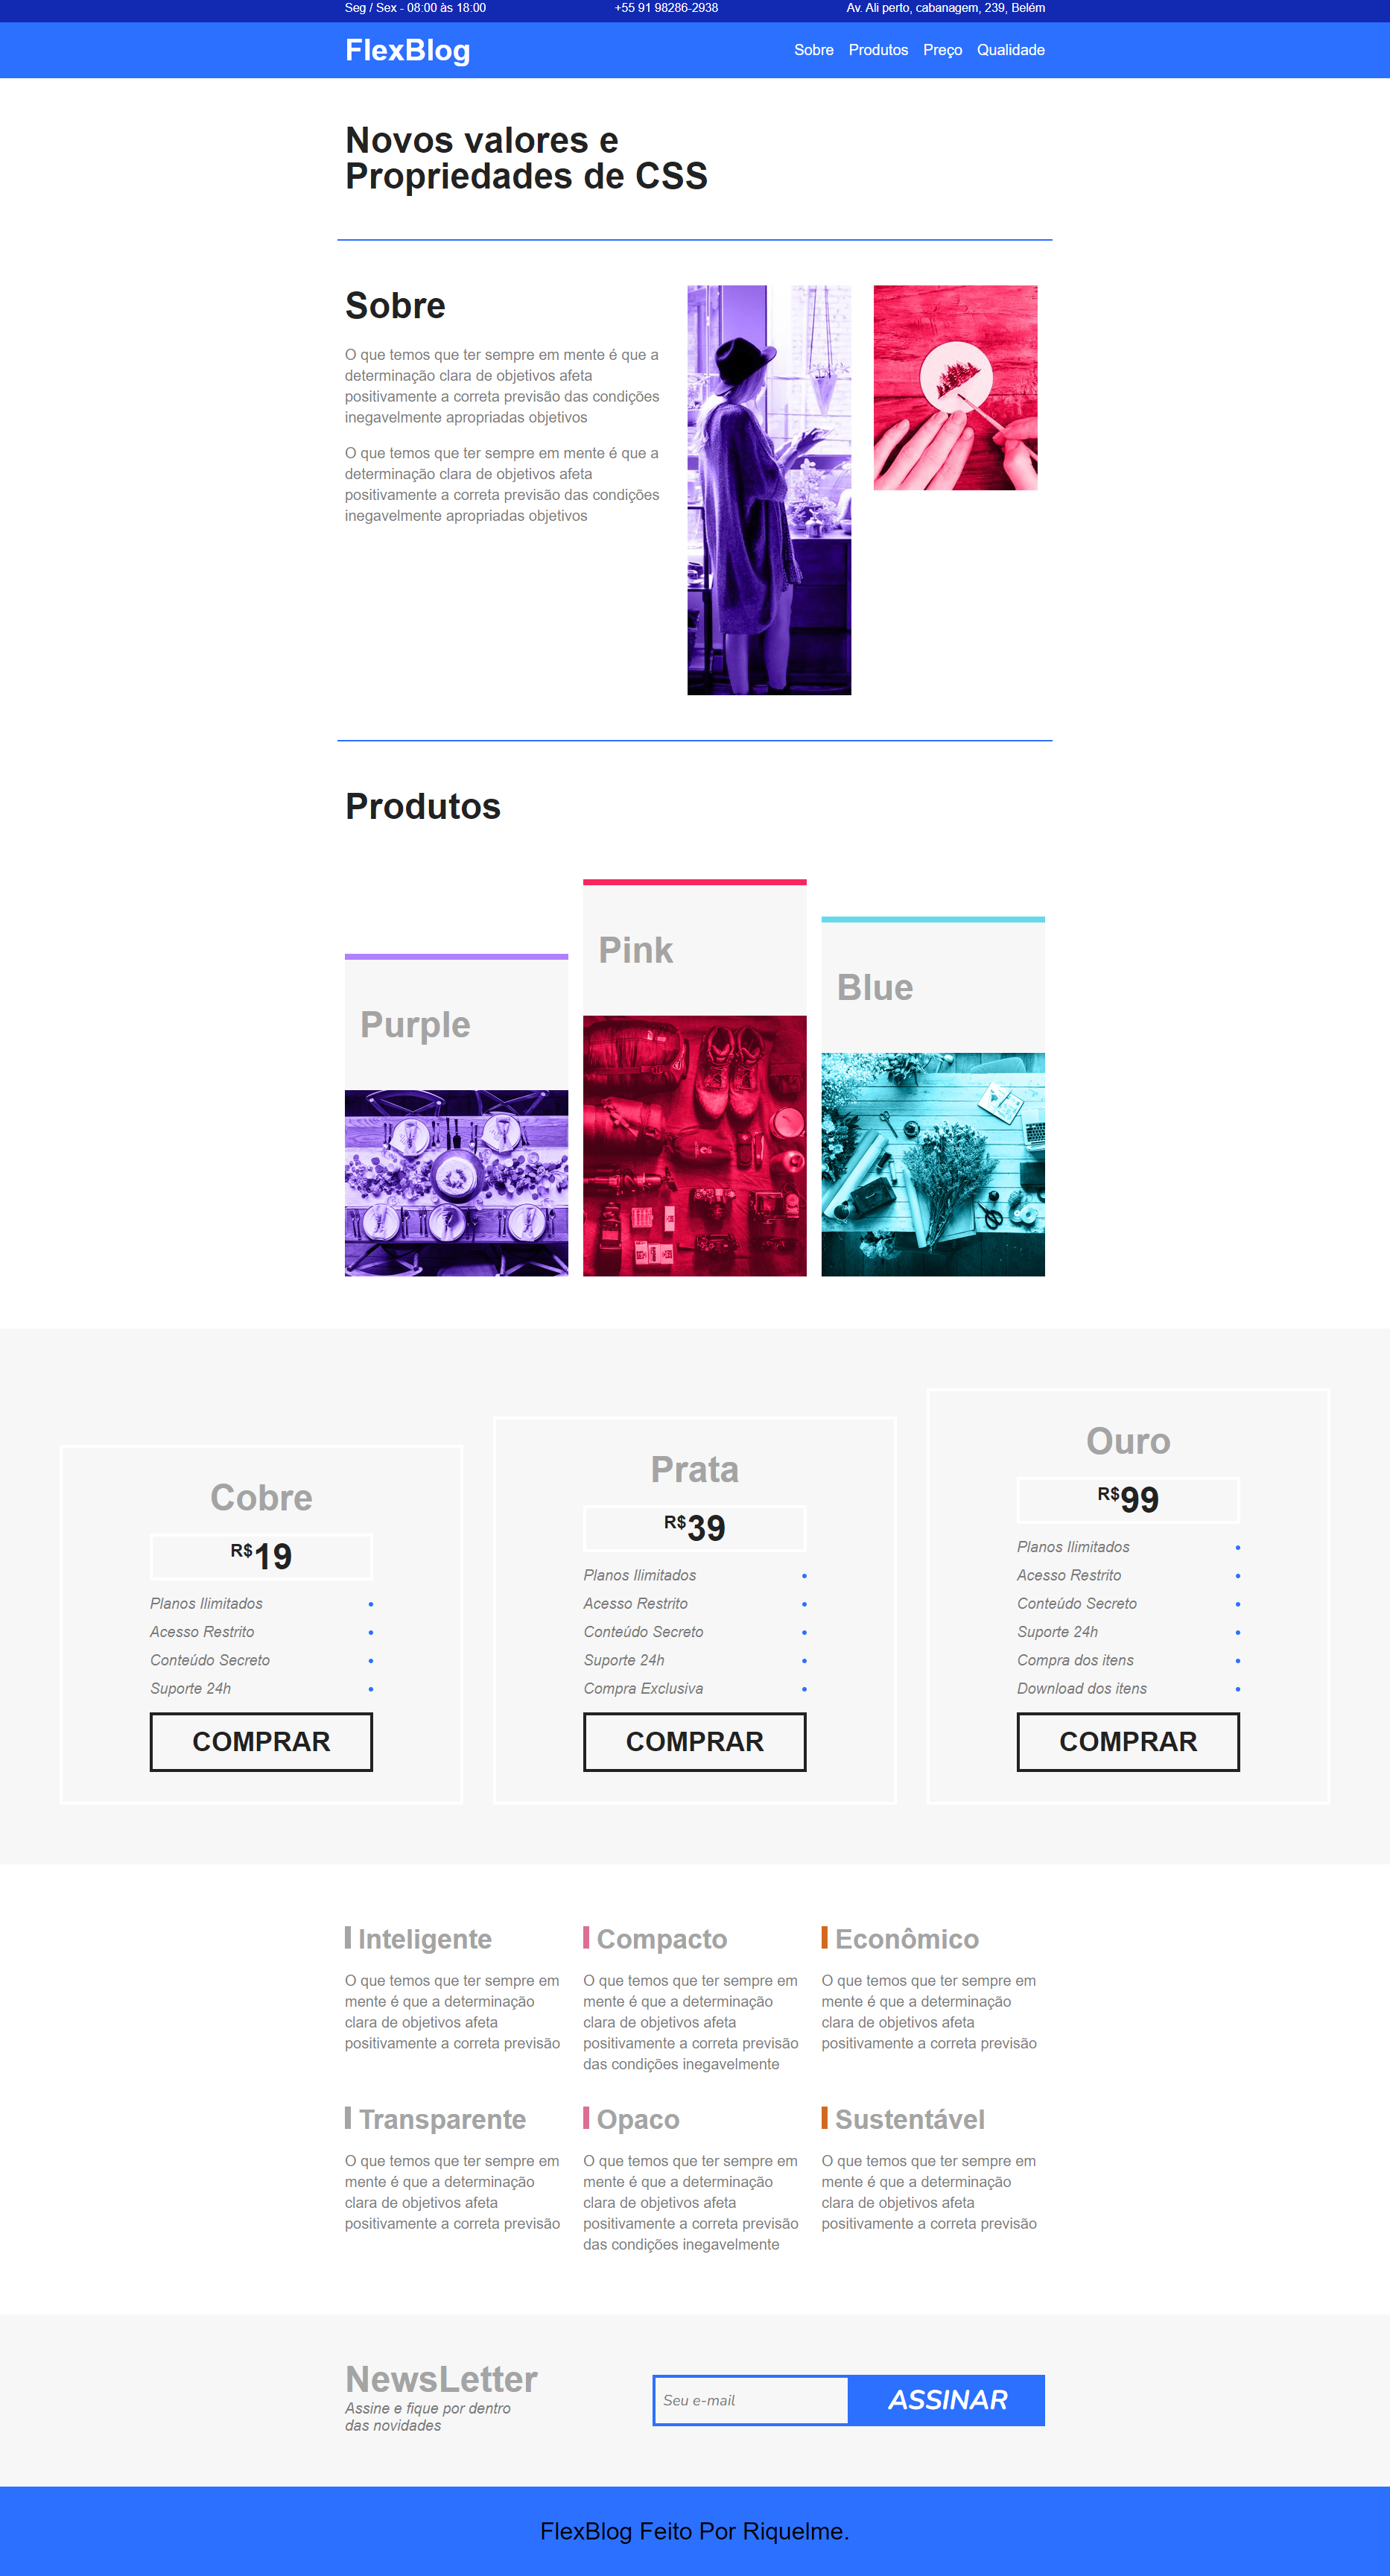 Seg / Sex - 08:00 às 18:00
+55 91 98286-2938
Av. Ali perto, cabanagem, 239, Belém
FlexBlog
Sobre Produtos Preço Qualidade
Novos valores e
Propriedades de CSS
Sobre
O que temos que ter sempre em mente é que a
determinação clara de objetivos afeta
positivamente a correta previsão das condições
inegavelmente apropriadas objetivos
O que temos que ter sempre em mente é que a
determinação clara de objetivos afeta
positivamente a correta previsão das condições
inegavelmente apropriadas objetivos
Produtos
Purple
Pink
Blue
Cobre
R$19
Planos Ilimitados
Acesso Restrito
Conteúdo Secreto
Suporte 24h
COMPRAR
Prata
R$39
Planos Ilimitados
Acesso Restrito
Conteúdo Secreto
Suporte 24h
Compra Exclusiva
COMPRAR
Ouro
R$99
Planos Ilimitados
Acesso Restrito
Conteúdo Secreto
Suporte 24h
Compra dos itens
Download dos itens
COMPRAR
Inteligente
O que temos que ter sempre em
mente é que a determinação
clara de objetivos afeta
positivamente a correta previsão
Compacto
O que temos que ter sempre em
mente é que a determinação
clara de objetivos afeta
positivamente a correta previsão
das condições inegavelmente
Econômico
O que temos que ter sempre em
mente é que a determinação
clara de objetivos afeta
positivamente a correta previsão
Transparente
O que temos que ter sempre em
mente é que a determinação
clara de objetivos afeta
positivamente a correta previsão
Opaco
O que temos que ter sempre em
mente é que a determinação
clara de objetivos afeta
positivamente a correta previsão
das condições inegavelmente
Sustentável
O que temos que ter sempre em
mente é que a determinação
clara de objetivos afeta
positivamente a correta previsão
NewsLetter
Assine e fique por dentro
das novidades
Seu e-mail
ASSINAR
FlexBlog Feito Por Riquelme.